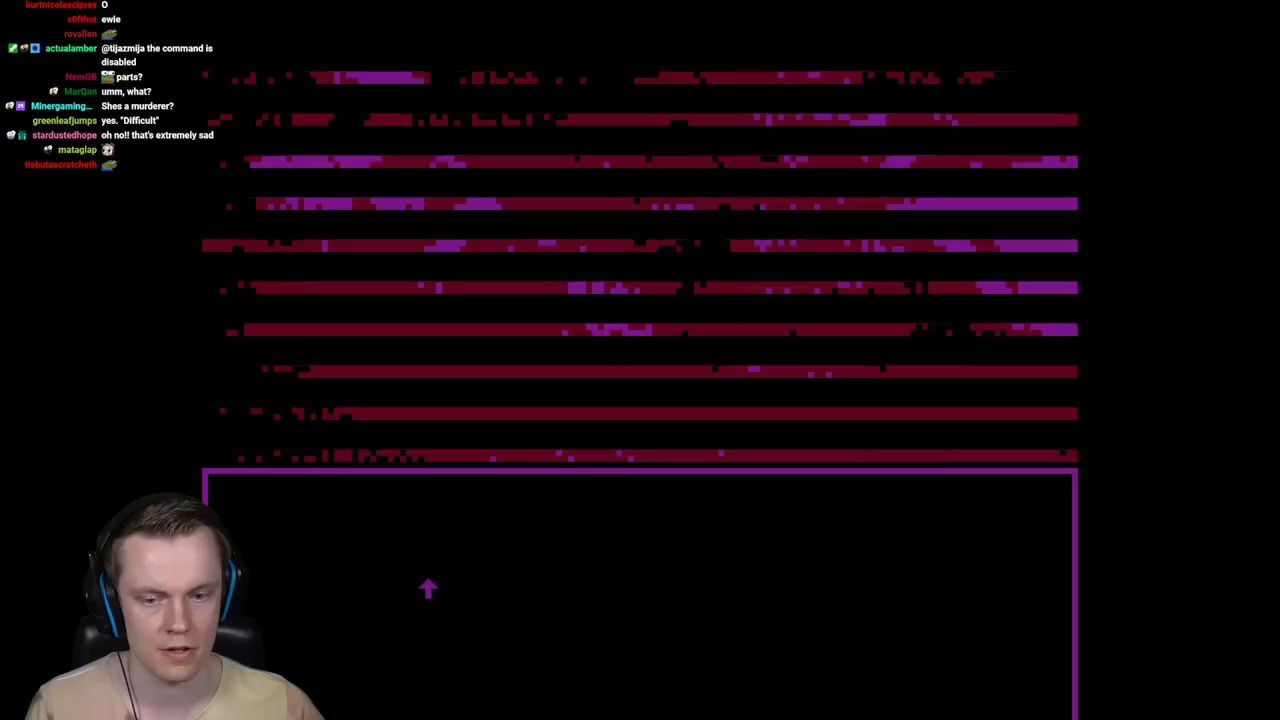 kurtnicolascipres O
s0fthot ewie
rovallen
actualamber @tijazmija the command is
disabled
NemGB parts?
MarQan umm, what?
Minergaming... Shes a murderer?
greenleafjumps yes. "Difficult"
stardustedhope oh no!! that's extremely sad
mataglap
tisbutascratcheth